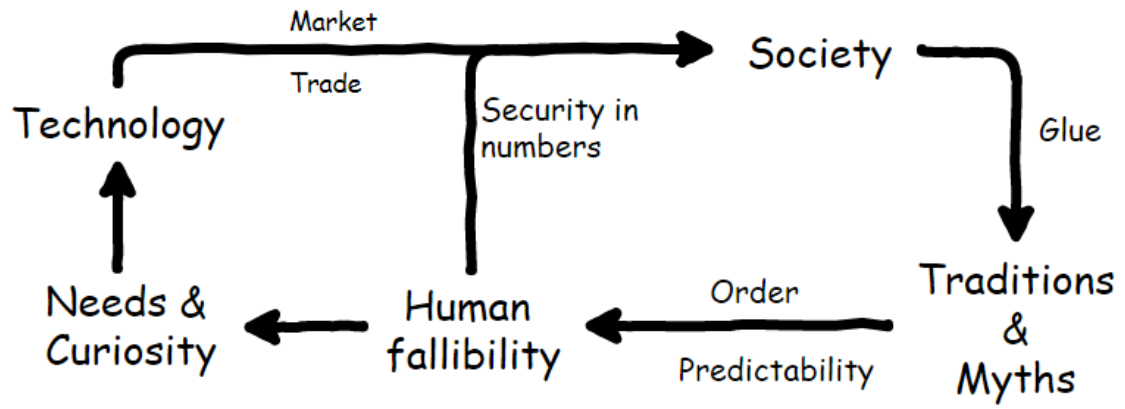 Market
Trade
Society
Technology
Security in
numbers
Glue
Needs &
Curiosity
Human
fallibility
Order
Predictability
Traditions
&
Myths